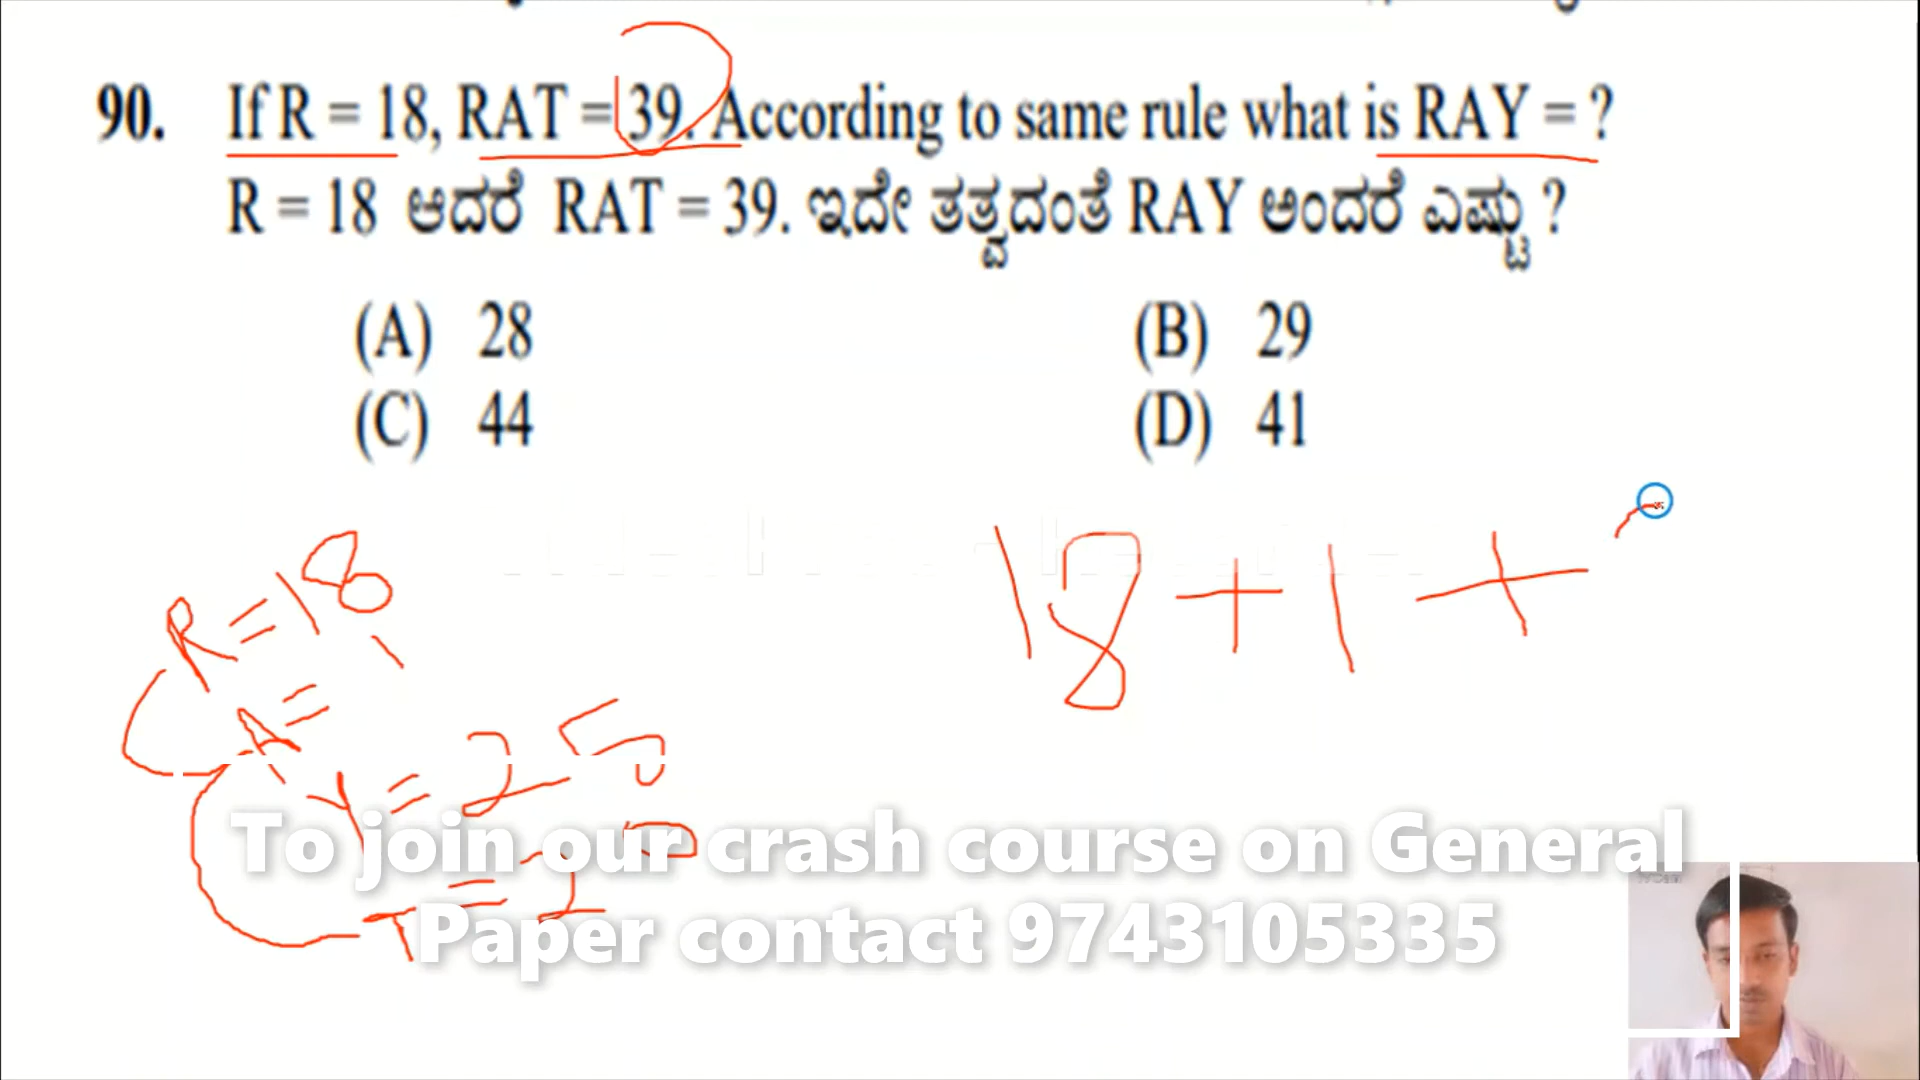 90. If R = 18, RAT = 39. According to same rule what is RAY = ?
R = 18 ಆದರೆ RAT = 39. ಇದೇ ತತ್ವದಂತೆ RAY ಅಂದರೆ ಎಷ್ಟು ?
(A) 28 (B) 29
(C) 44 (D) 41
18 + 1 +
R = 18
A =
Y = 25
T = 20
To join our crash course on General
Paper contact 9743105335